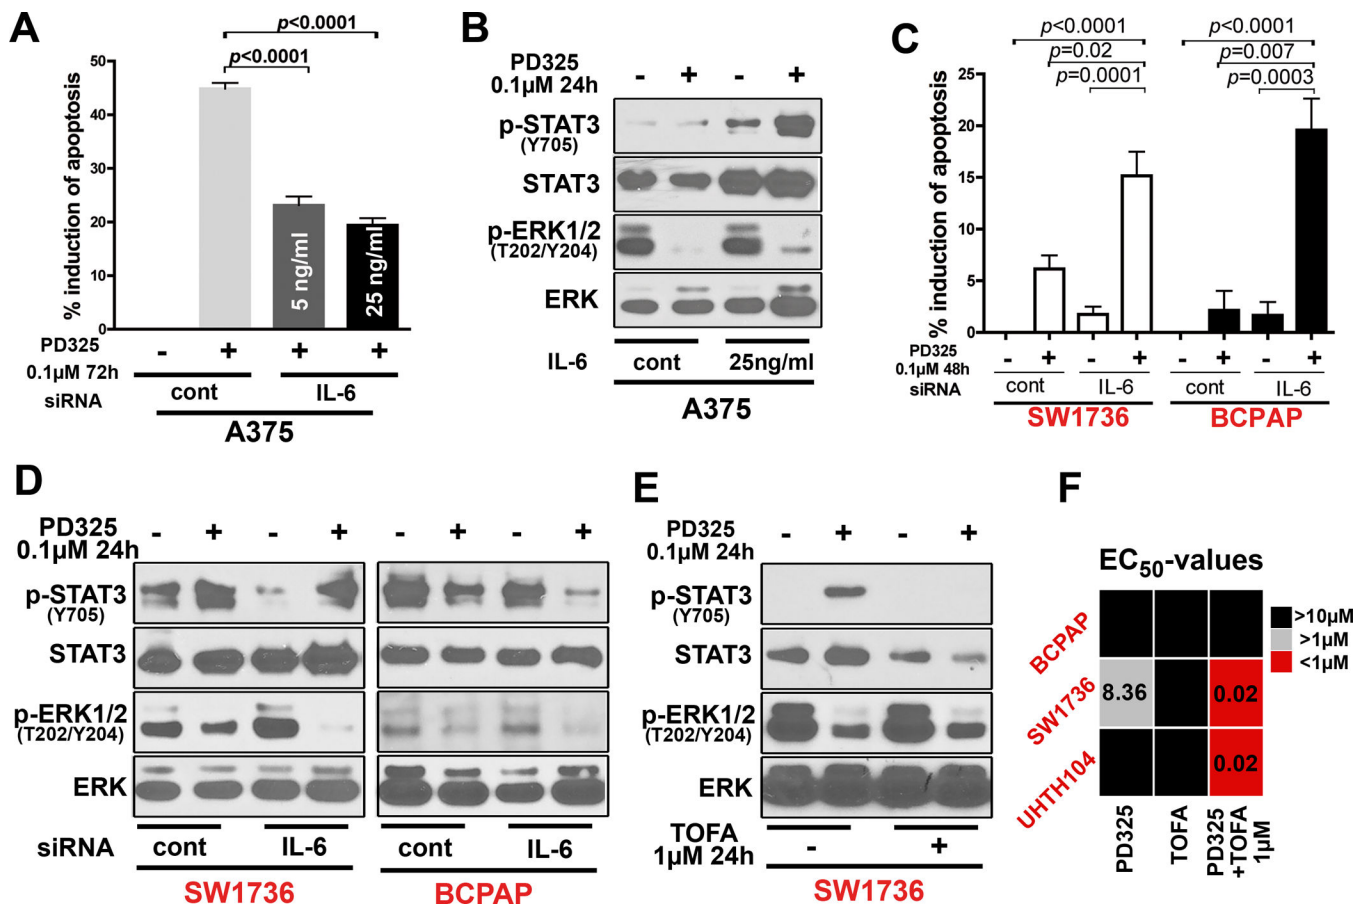 A
p<0.0001
p<0.0001
% induction of apoptosis
50
40
30
20
10
0
5 ng/ml
25 ng/ml
PD325
0.1µM 72h
- + + +
siRNA
cont
IL-6
A375
B
PD325
0.1µM 24h
- + - +
p-STAT3
(Y705)
STAT3
p-ERK1/2
(T202/Y204)
ERK
IL-6
cont
25ng/ml
A375
C
p<0.0001
p=0.02
p=0.0001
p<0.0001
p=0.007
p=0.0003
% induction of apoptosis
25
20
15
10
5
0
PD325
0.1µM 48h
- + - + - + - +
siRNA
cont
IL-6
cont
IL-6
SW1736
BCPAP
D
PD325
0.1µM 24h
- + - + - + - +
p-STAT3
(Y705)
STAT3
p-ERK1/2
(T202/Y204)
ERK
siRNA
cont
IL-6
cont
IL-6
SW1736
BCPAP
E
PD325
0.1µM 24h
- + - +
p-STAT3
(Y705)
STAT3
p-ERK1/2
(T202/Y204)
ERK
TOFA
1µM 24h
- +
SW1736
F
EC50-values
BCPAP
SW1736
UHTH104
8.36
0.02
0.02
>10µM
>1µM
<1µM
PD325
TOFA
PD325
+TOFA
1µM